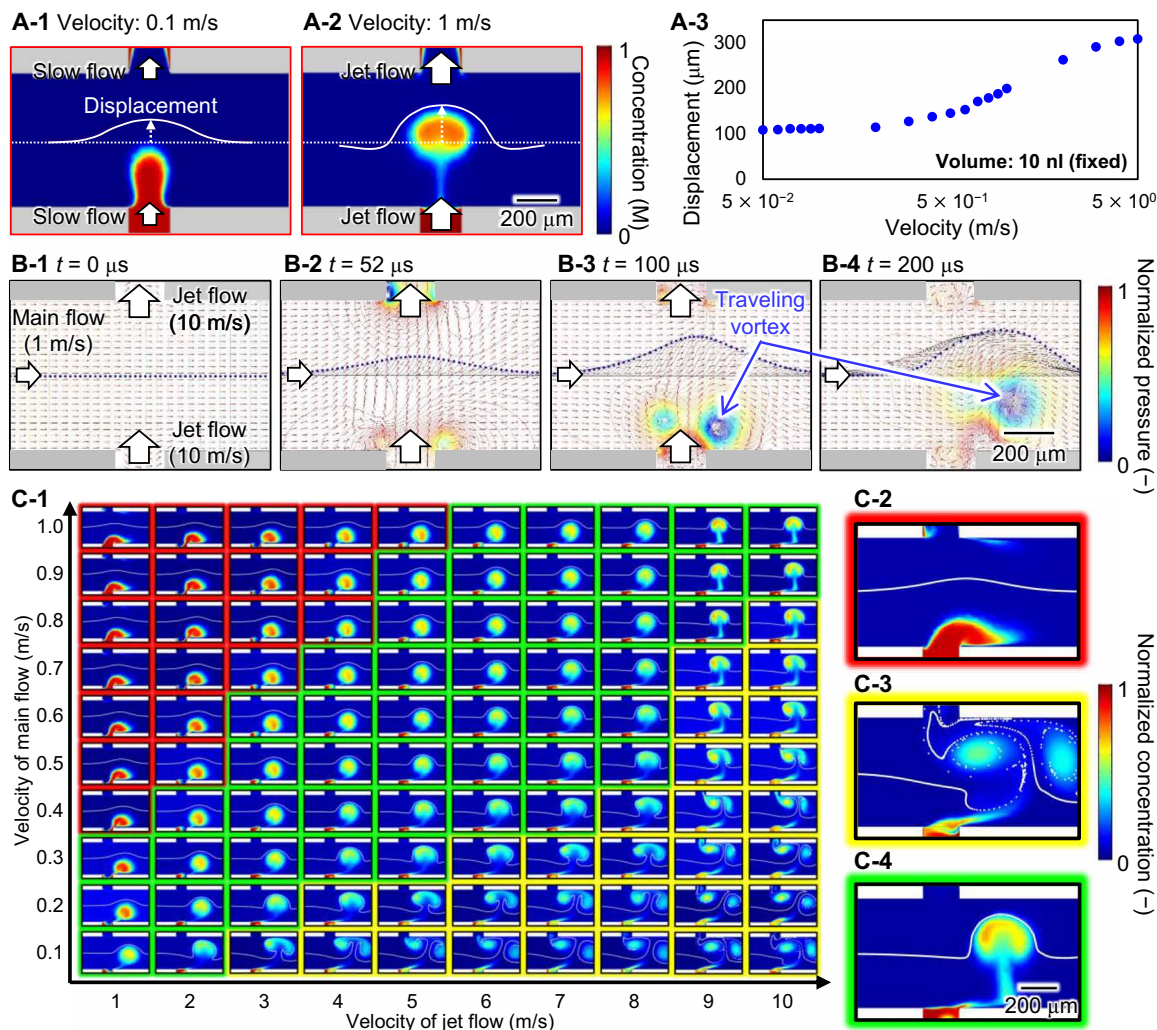 A-1 Velocity: 0.1 m/s
Slow flow
Displacement
Slow flow
A-2 Velocity: 1 m/s
Jet flow
Jet flow
200 μm
1
Concentration (M)
0
A-3
Displacement (μm)
300
200
100
0
Volume: 10 nl (fixed)
5 × 10⁻²
5 × 10⁻¹
5 × 10⁰
Velocity (m/s)
B-1 t = 0 μs
Jet flow
(10 m/s)
Main flow
(1 m/s)
Jet flow
(10 m/s)
B-2 t = 52 μs
B-3 t = 100 μs
Traveling
vortex
B-4 t = 200 μs
200 μm
Normalized pressure (−)
1
0
C-1
Velocity of main flow (m/s)
1.0
0.9
0.8
0.7
0.6
0.5
0.4
0.3
0.2
0.1
1
2
3
4
5
6
7
8
9
10
Velocity of jet flow (m/s)
C-2
C-3
C-4
200 μm
Normalized concentration (−)
1
0